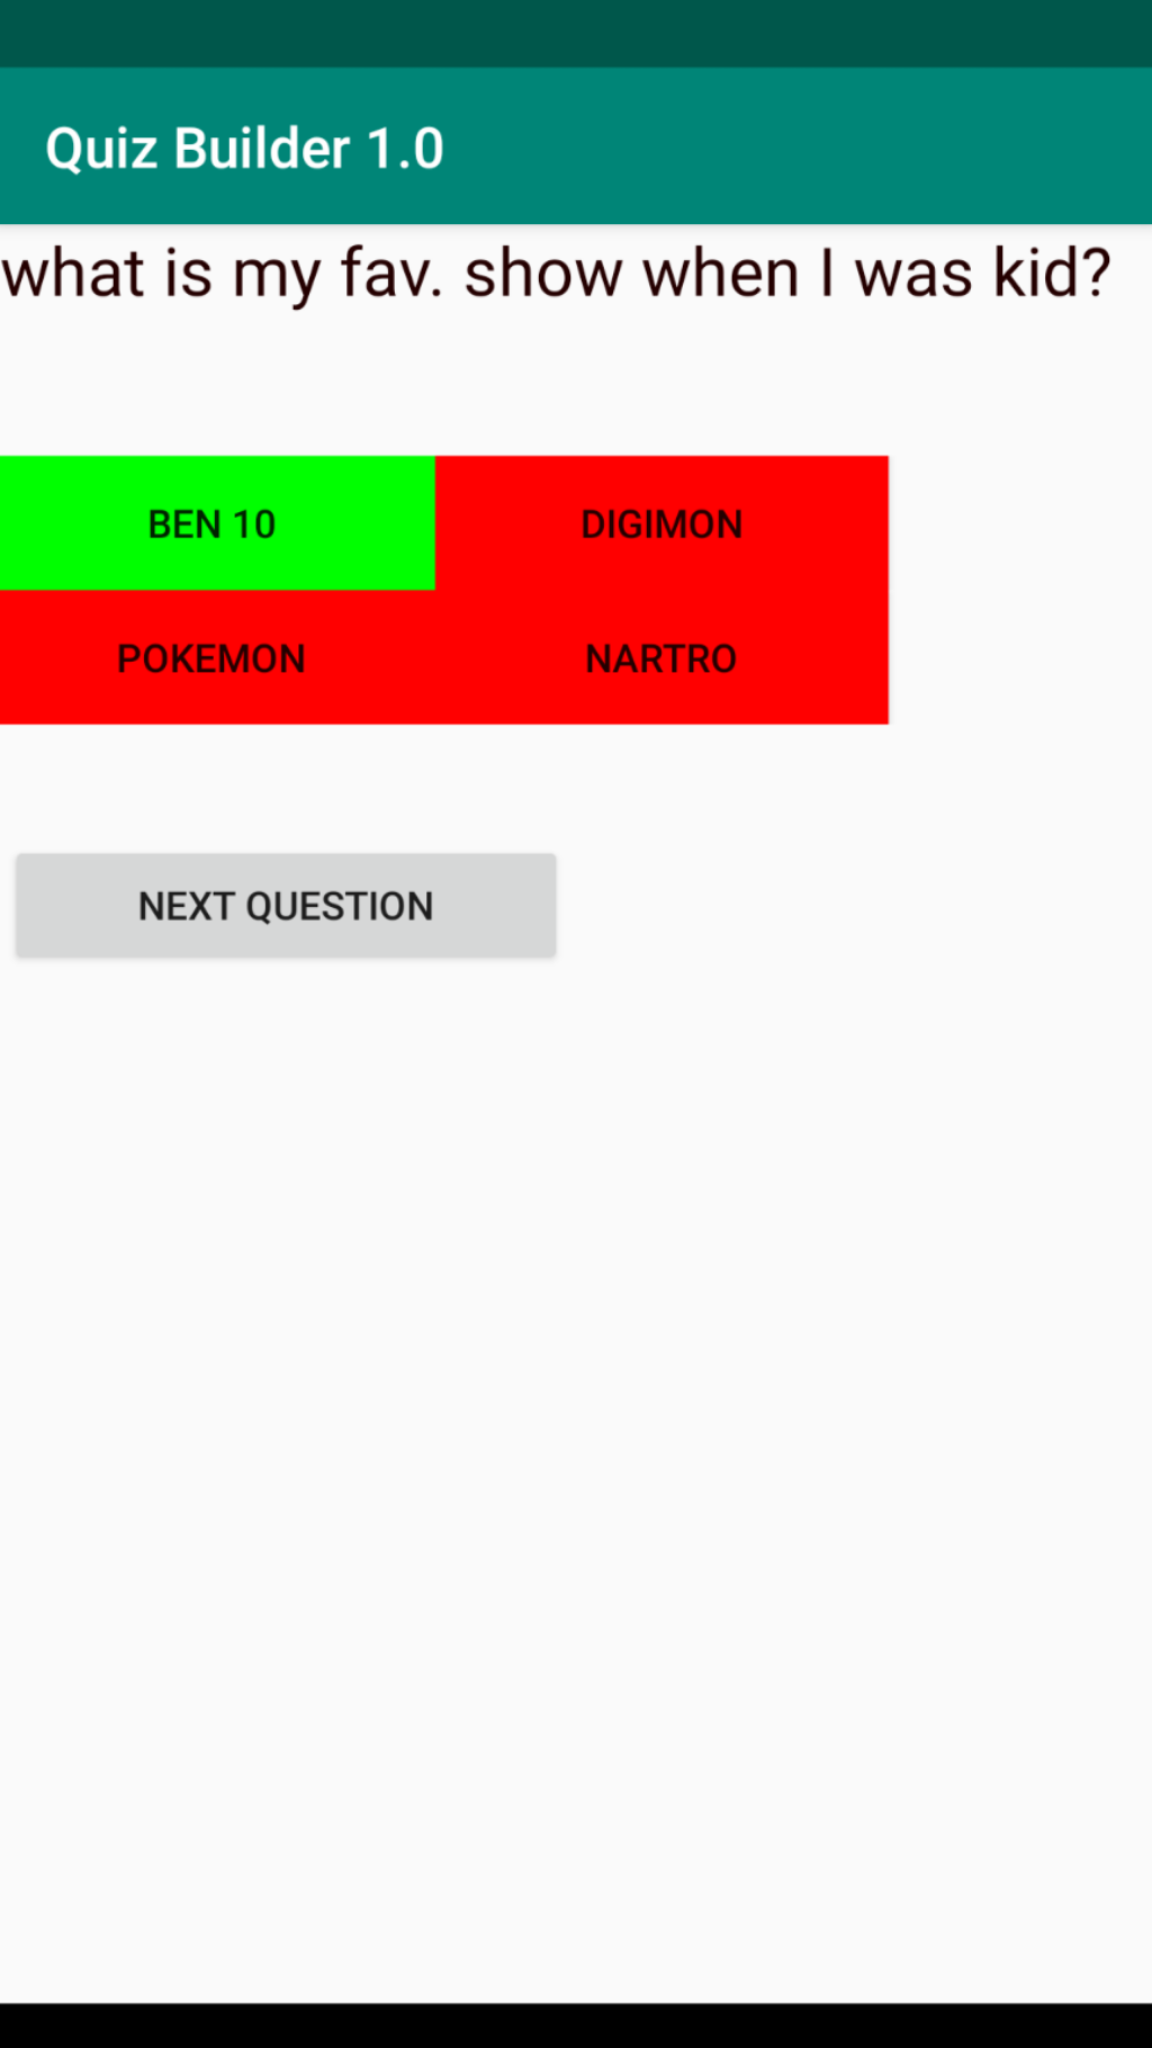 Quiz Builder 1.0
what is my fav. show when I was kid?
BEN 10 DIGIMON
POKEMON NARTRO
NEXT QUESTION